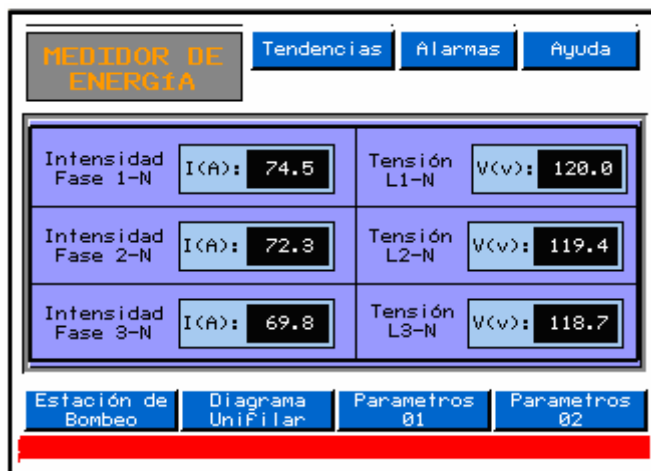 MEDIDOR DE
ENERGíA
Tendencias
Alarmas
Ayuda
Intensidad
Fase 1-N
I(A): 74.5
Tensión
L1-N
V(v): 120.0
Intensidad
Fase 2-N
I(A): 72.3
Tensión
L2-N
V(v): 119.4
Intensidad
Fase 3-N
I(A): 69.8
Tensión
L3-N
V(v): 118.7
Estación de
Bombeo
Diagrama
Unifilar
Parametros
01
Parametros
02